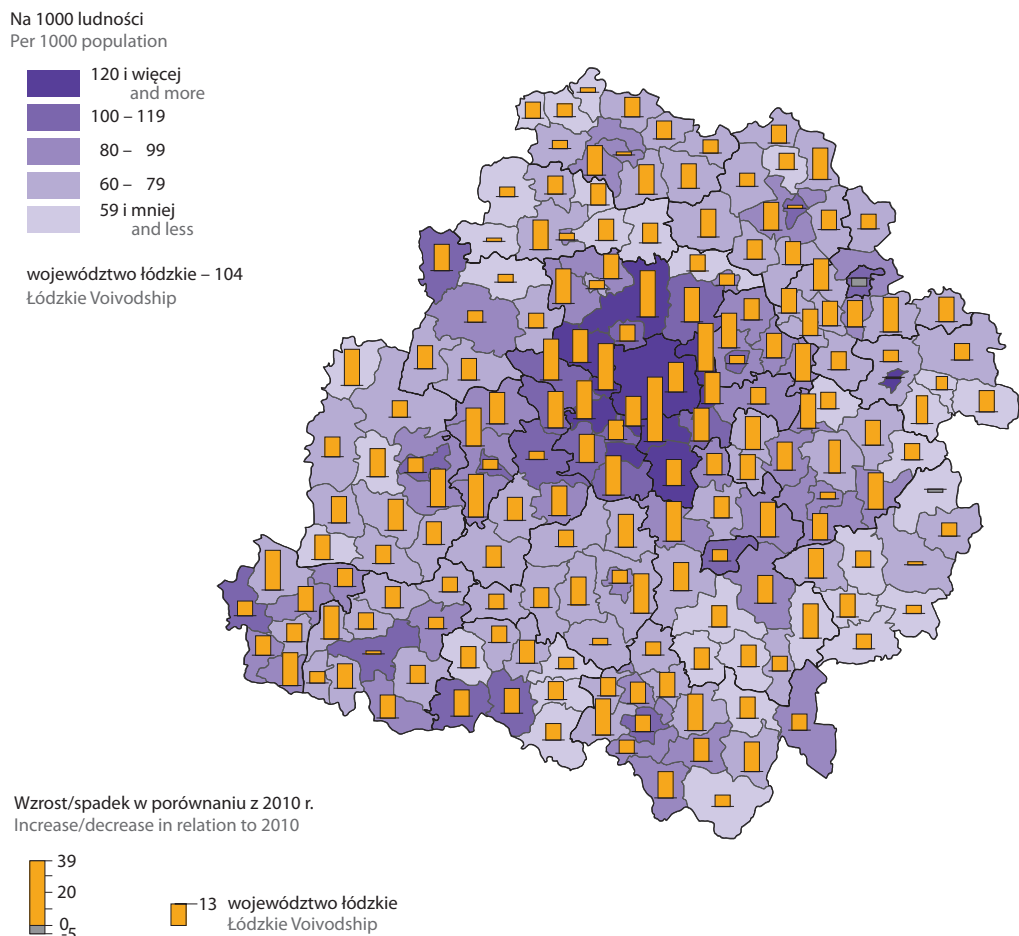 Na 1000 ludności
Per 1000 population
120 i więcej
and more
100 – 119
80 – 99
60 – 79
59 i mniej
and less
województwo łódzkie – 104
Łódzkie Voivodship
Wzrost/spadek w porównaniu z 2010 r.
Increase/decrease in relation to 2010
39
20
0
-5
13 województwo łódzkie
Łódzkie Voivodship